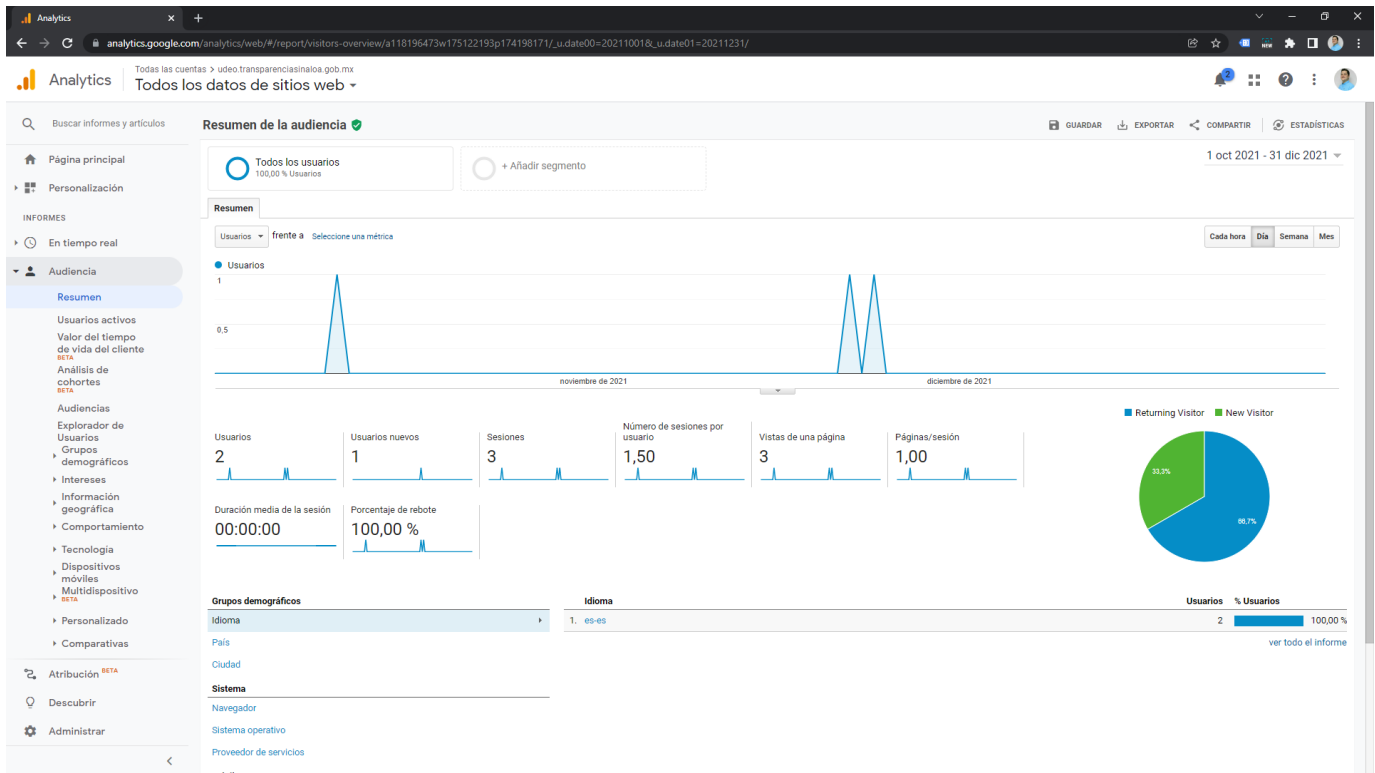 Analytics
analytics.google.com/analytics/web/#/report/visitors-overview/a118196473w175122193p174198171/_u.date00=20211001&_u.date01=20211231/
NEW
Analytics
Todas las cuentas > udeo.transparenciasinaloa.gob.mx
Todos los datos de sitios web
2
Buscar informes y artículos
Página principal
Personalización
INFORMES
En tiempo real
Audiencia
Resumen
Usuarios activos
Valor del tiempo
de vida del cliente
BETA
Análisis de
cohortes
BETA
Audiencias
Explorador de
Usuarios
Grupos
demográficos
Intereses
Información
geográfica
Comportamiento
Tecnología
Dispositivos
móviles
Multidispositivo
BETA
Personalizado
Comparativas
Atribución BETA
Descubrir
Administrar
Resumen de la audiencia
GUARDAR EXPORTAR COMPARTIR ESTADÍSTICAS
Todos los usuarios
100,00 % Usuarios
+ Añadir segmento
1 oct 2021 - 31 dic 2021
Resumen
Usuarios frente a Seleccione una métrica
Cada hora Día Semana Mes
Usuarios
1
0,5
noviembre de 2021 diciembre de 2021
Returning Visitor New Visitor
33,3%
66,7%
Usuarios
2
Usuarios nuevos
1
Sesiones
3
Número de sesiones por
usuario
1,50
Vistas de una página
3
Páginas/sesión
1,00
Duración media de la sesión
00:00:00
Porcentaje de rebote
100,00 %
Grupos demográficos
Idioma
País
Ciudad
Sistema
Navegador
Sistema operativo
Proveedor de servicios
Idioma Usuarios % Usuarios
1. es-es 2 100,00 %
ver todo el informe